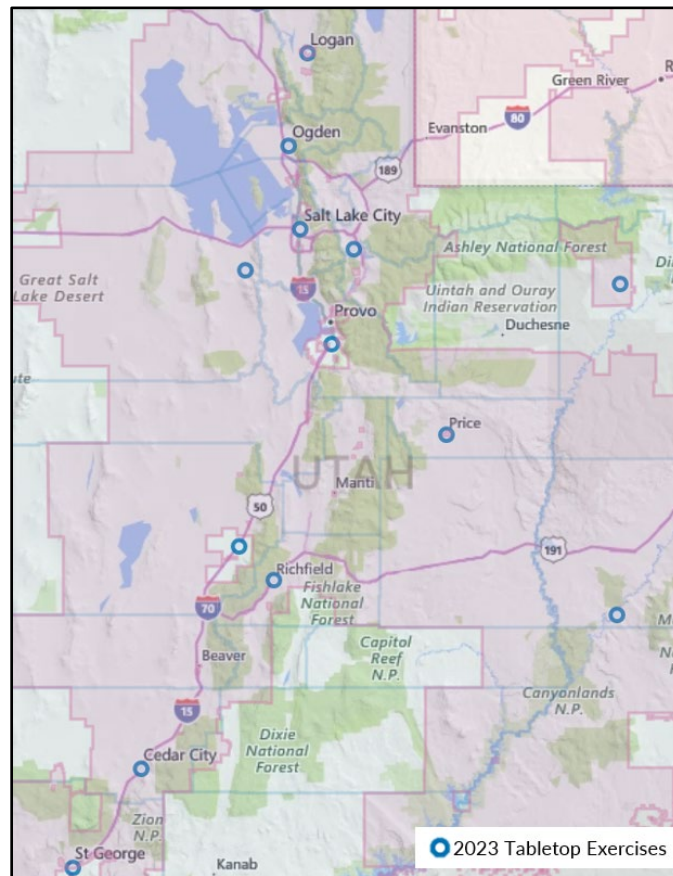 Logan
Green River
R
80
Ogden
Evanston
189
Salt Lake City
Ashley National Forest
Great Salt
Lake Desert
15
Uintah and Ouray
Indian Reservation
Di
Provo
Duchesne
ute
Price
UTAH
Manti
50
191
Richfield
Fishlake
National
Forest
70
Capitol
Reef
N.P.
M
N
Beaver
Canyonlands
N.P.
15
Dixie
National
Forest
Cedar City
Zion
N.P.
St George
Kanab
2023 Tabletop Exercises